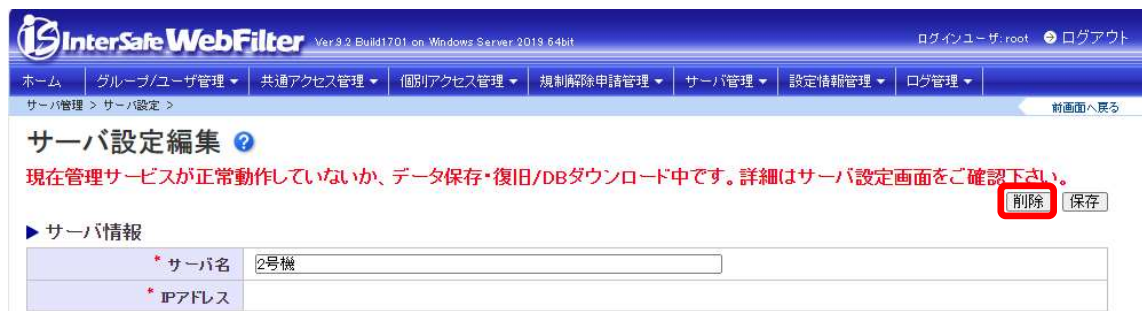 InterSafe WebFilter Ver.9.2 Build1701 on Windows Server 2019 64bit ログインユーザ: root ログアウト
ホーム グループ/ユーザ管理 共通アクセス管理 個別アクセス管理 規制解除申請管理 サーバ管理 設定情報管理 ログ管理
サーバ管理 > サーバ設定 > 前画面へ戻る
サーバ設定編集
現在管理サービスが正常動作していないか、データ保存・復旧/DBダウンロード中です。詳細はサーバ設定画面をご確認下さい。
削除 保存
サーバ情報
* サーバ名 2号機
* IPアドレス